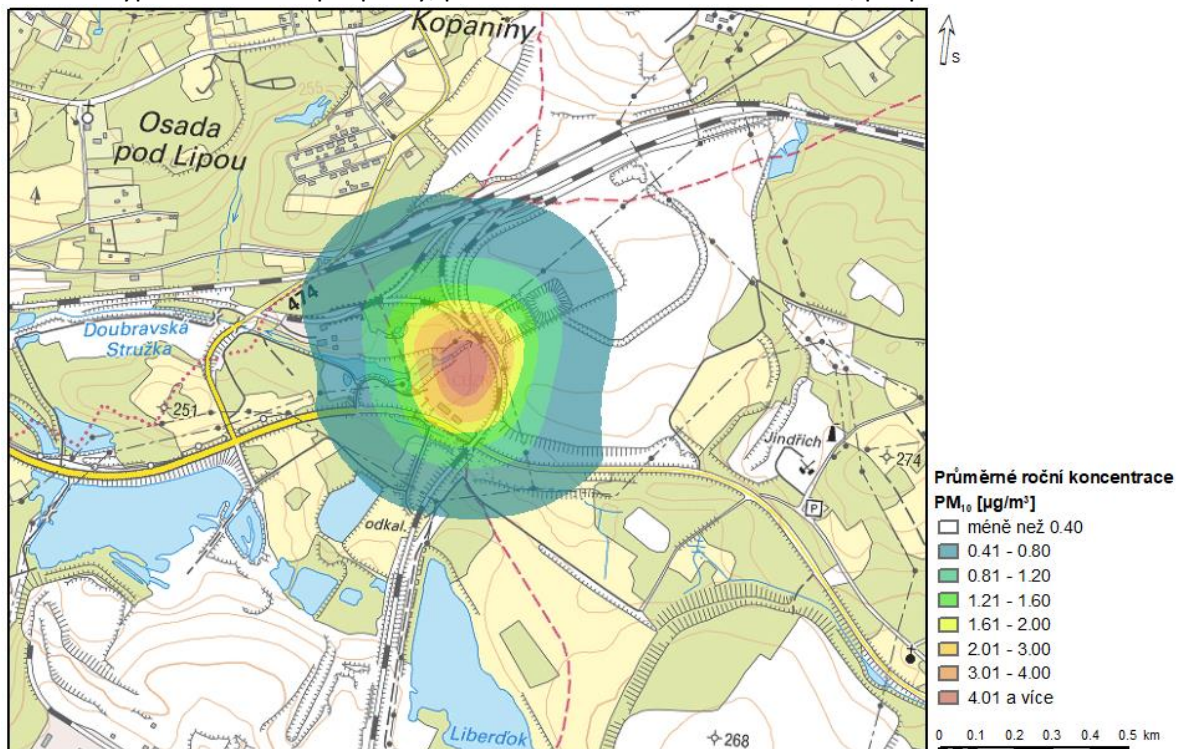 Kopaniny
S
255
Osada
pod Lipou
474
Doubravská
Stružka
251
Jindřich
274
P
odkal.
Liberďok
268
Průměrné roční koncentrace
PM₁₀ [µg/m³]
méně než 0.40
0.41 - 0.80
0.81 - 1.20
1.21 - 1.60
1.61 - 2.00
2.01 - 3.00
3.01 - 4.00
4.01 a více
0 0.1 0.2 0.3 0.4 0.5 km